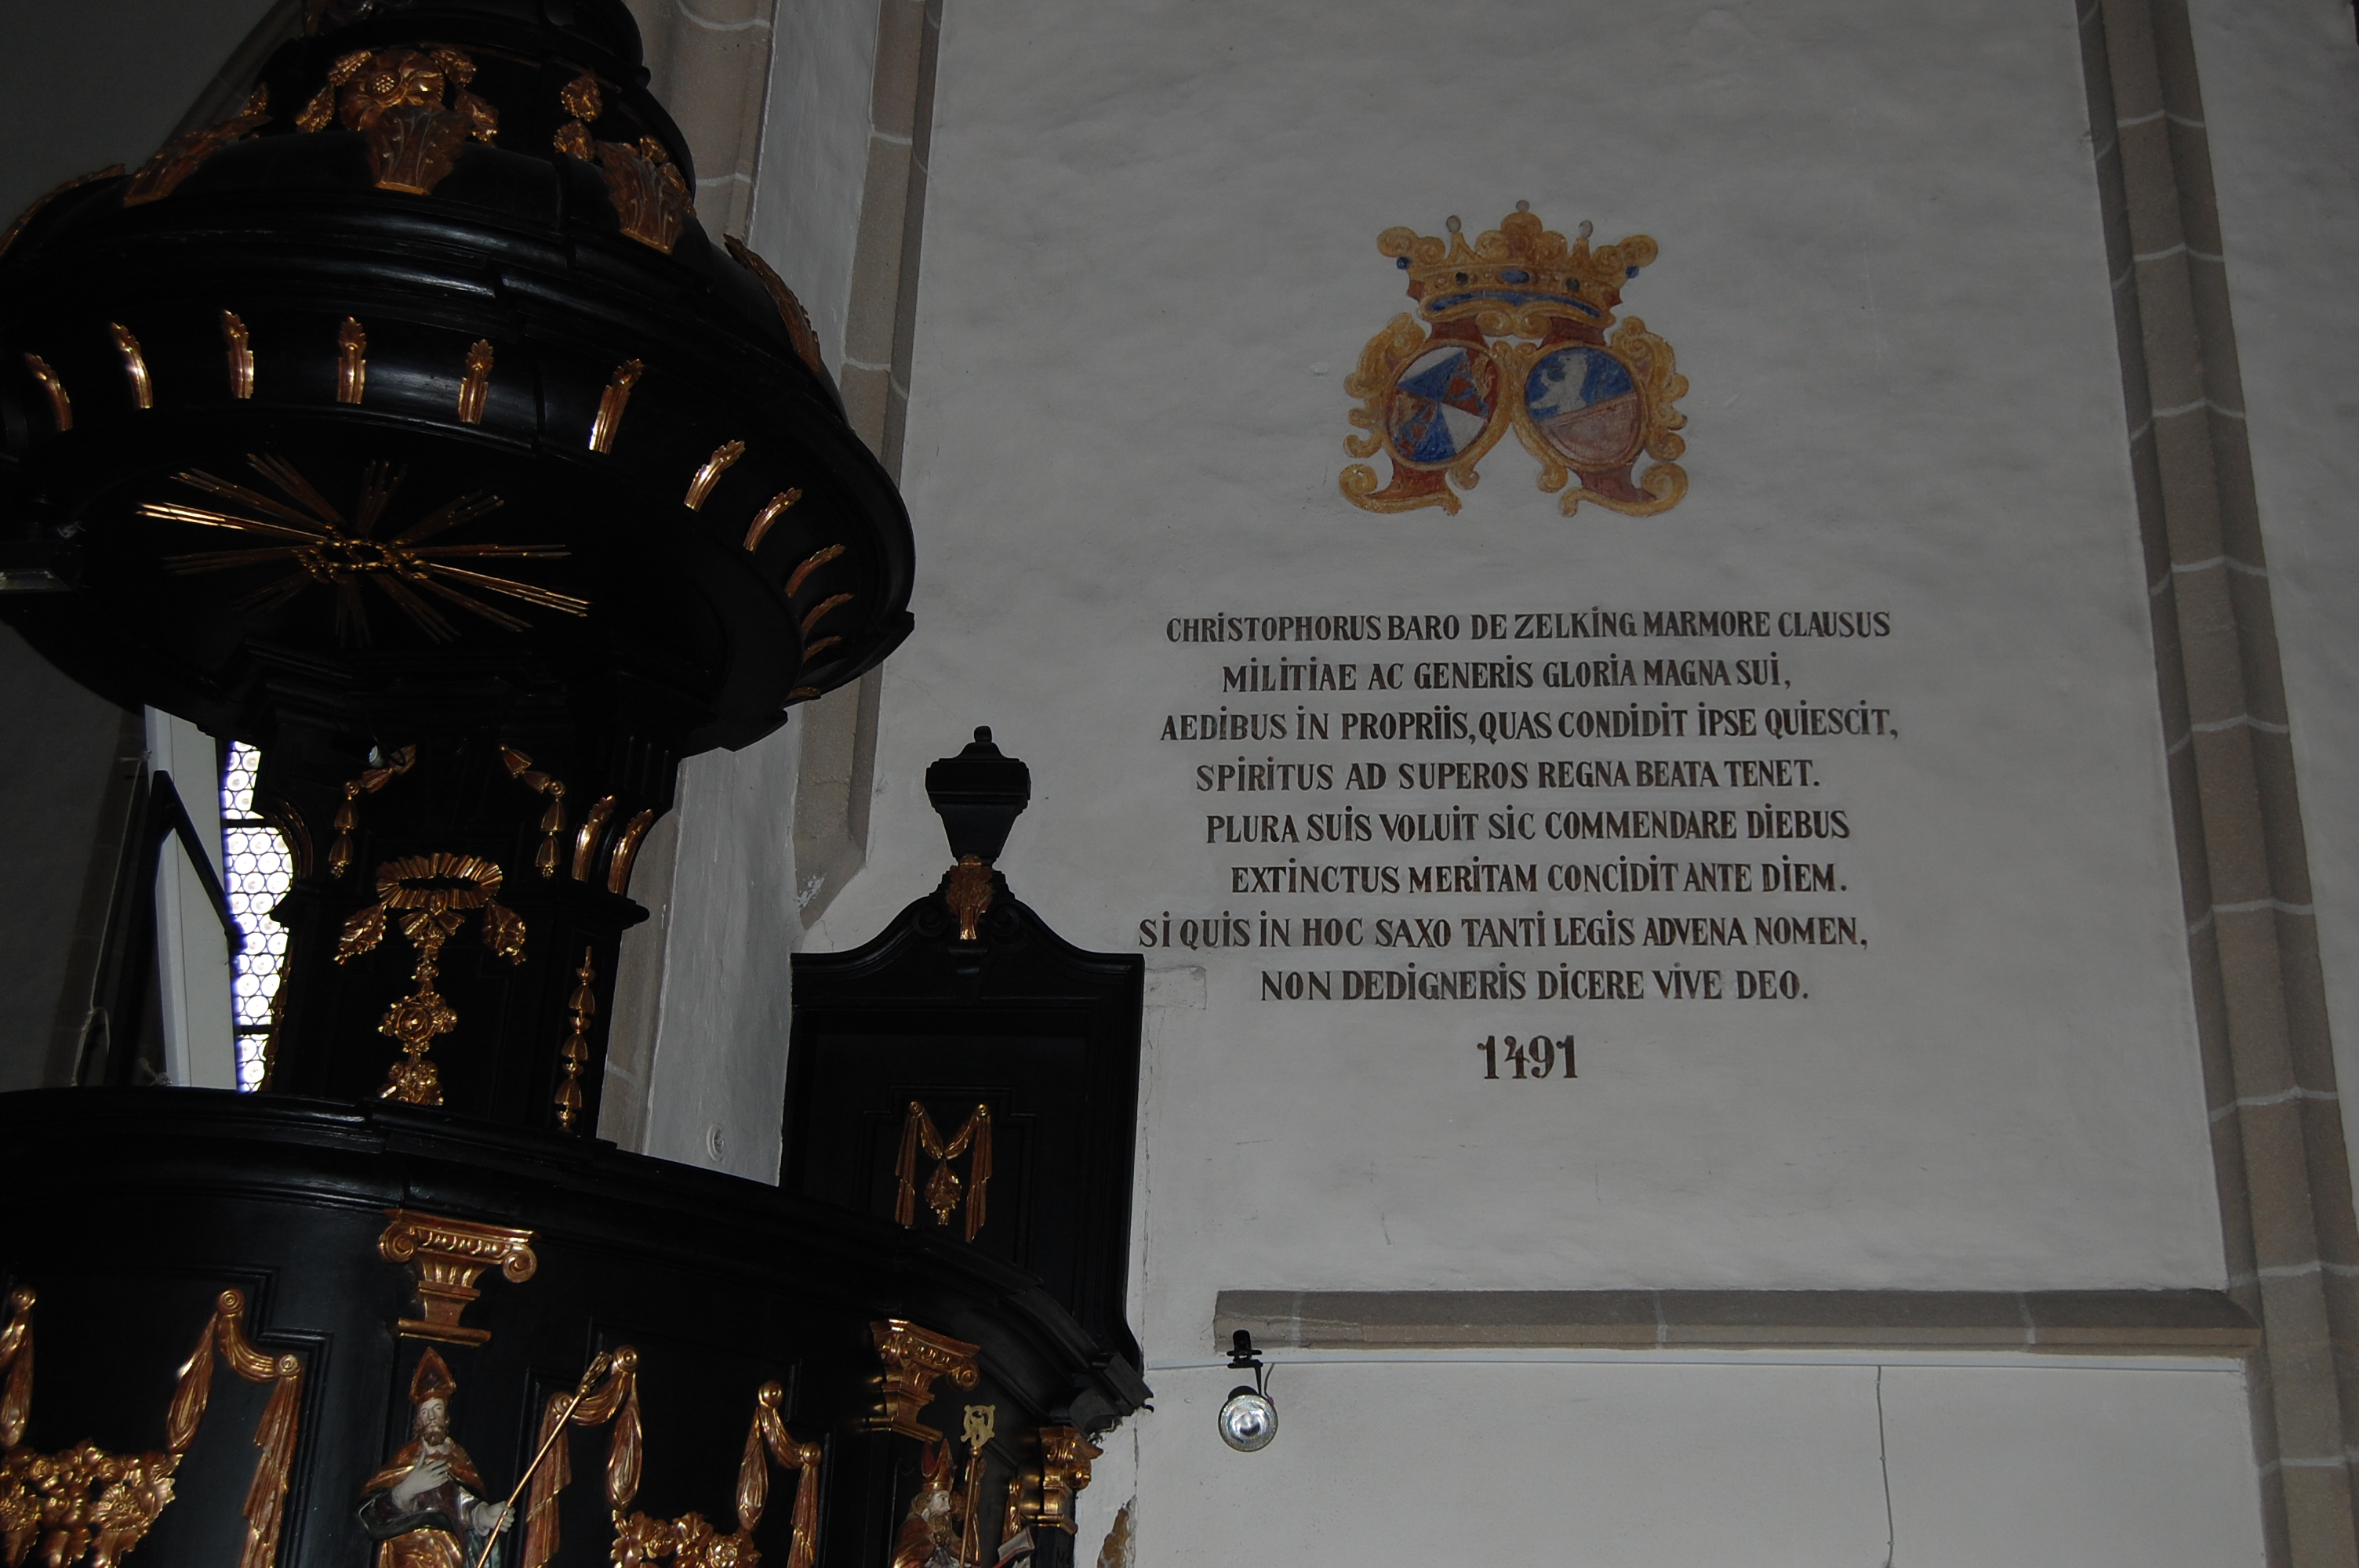 CHRiSTOPHORUS BARO DE ZELKiNG MARMORE CLAUSUS
MiLiTiAE AC GENERiS GLORiA MAGNA SUi,
AEDiBUS iN PROPRiiS, QUAS CONDiDiT iPSE QUiESCiT,
SPiRiTUS AD SUPEROS REGNA BEATA TENET.
PLURA SUiS VOLUiT SiC COMMENDARE DiEBUS
EXTiNCTUS MERiTAM CONCiDiT ANTE DiEM.
Si QUiS iN HOC SAXO TANTi LEGiS ADVENA NOMEN,
NON DEDiGNERiS DiCERE ViVE DEO.
1491